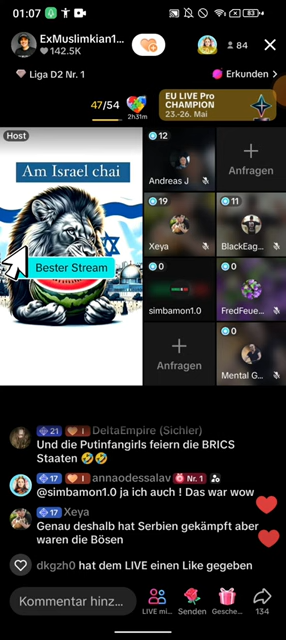 01:07
83
ExMuslimkian1...
142.5K
84
Liga D2 Nr. 1
Erkunden >
47/54
2h31m
EU LIVE Pro
CHAMPION
23.-26. Mai
Host
Am Israel chai
Bester Stream
12
Andreas J
Anfragen
19
Xeya
11
BlackEag...
0
simbamon1.0
0
FredFeue...
Anfragen
0
Mental G...
21 I DeltaEmpire (Sichler)
Und die Putinfangirls feiern die BRICS
Staaten 🤣🤣
17 I annaodessalav Nr. 1
@simbamon1.0 ja ich auch ! Das war wow
17 Xeya
Genau deshalb hat Serbien gekämpft aber
waren die Bösen
dkgzh0 hat dem LIVE einen Like gegeben
Kommentar hinz...
LIVE mi...
Senden
Gesche...
134